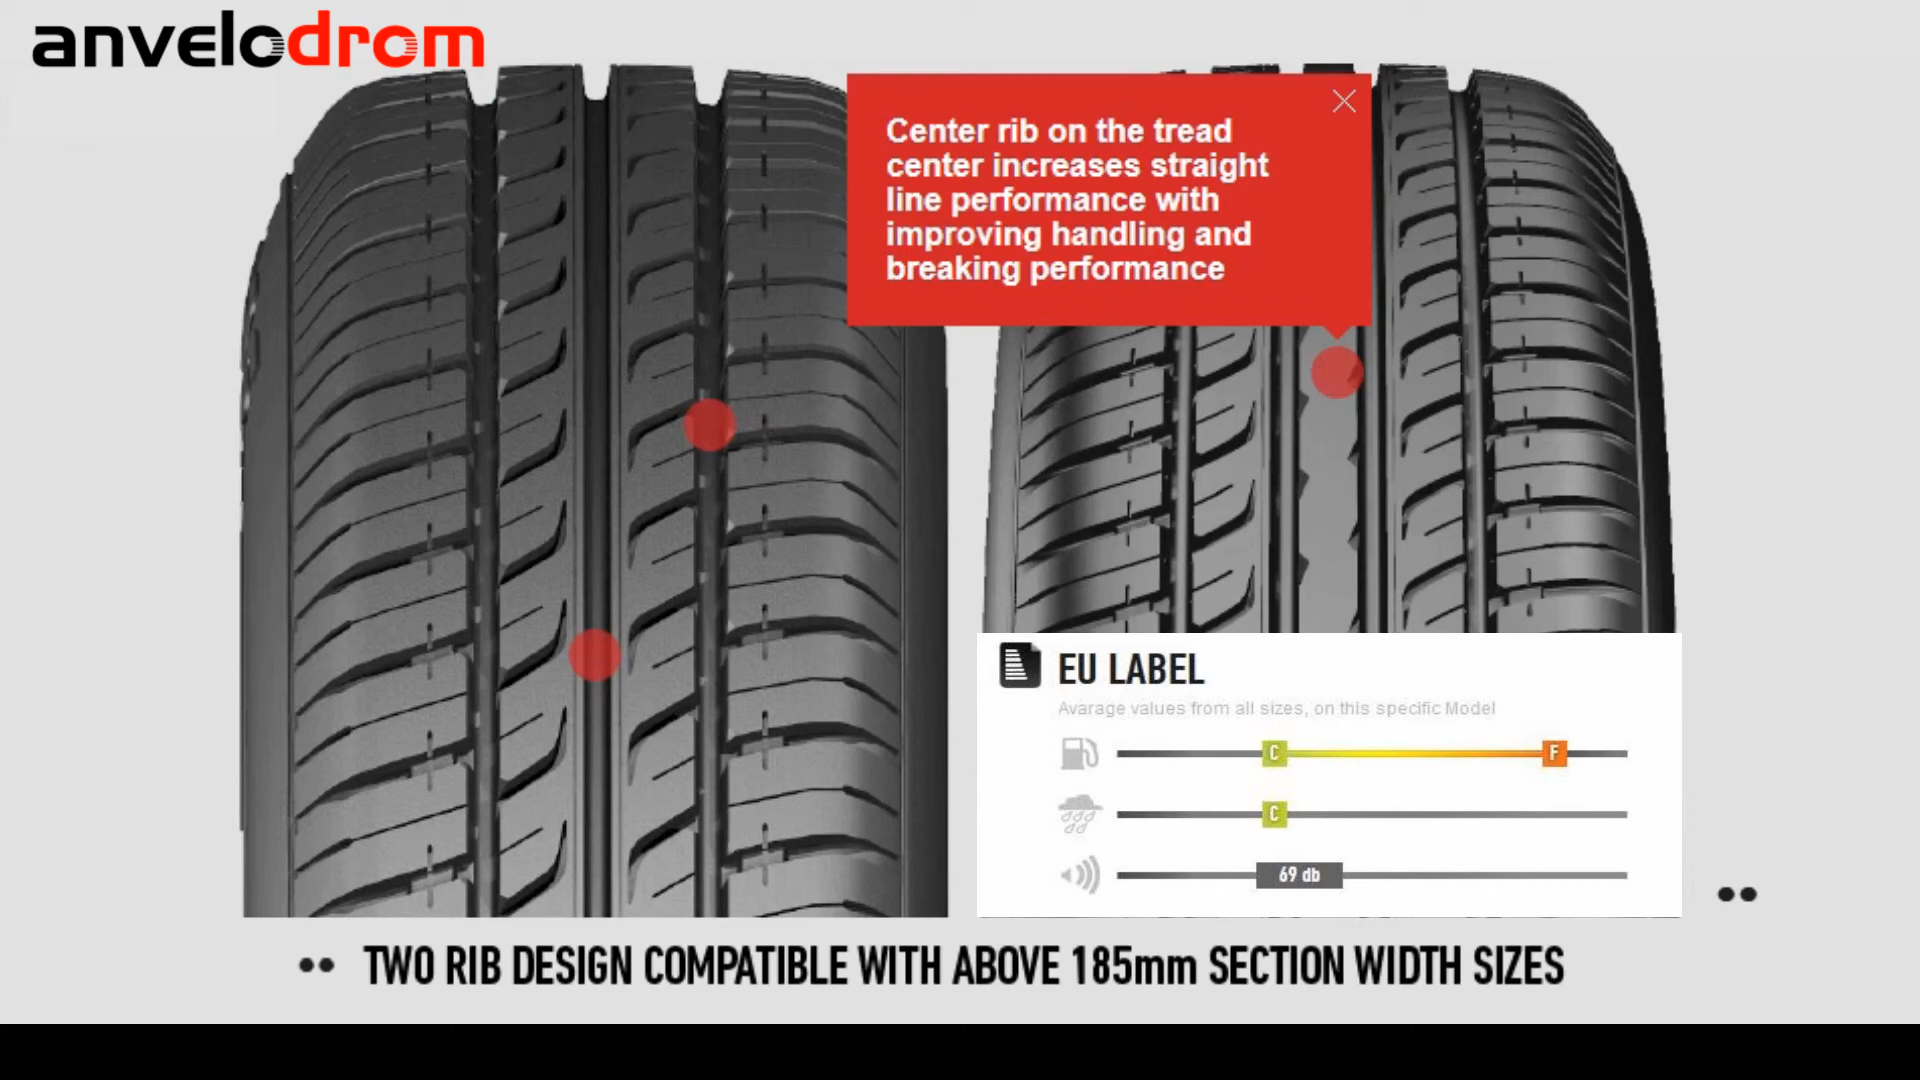 anvelodrom
Center rib on the tread
center increases straight
line performance with
improving handling and
breaking performance
EU LABEL
Avarage values from all sizes, on this specific Model
C F
C
69 db
TWO RIB DESIGN COMPATIBLE WITH ABOVE 185mm SECTION WIDTH SIZES